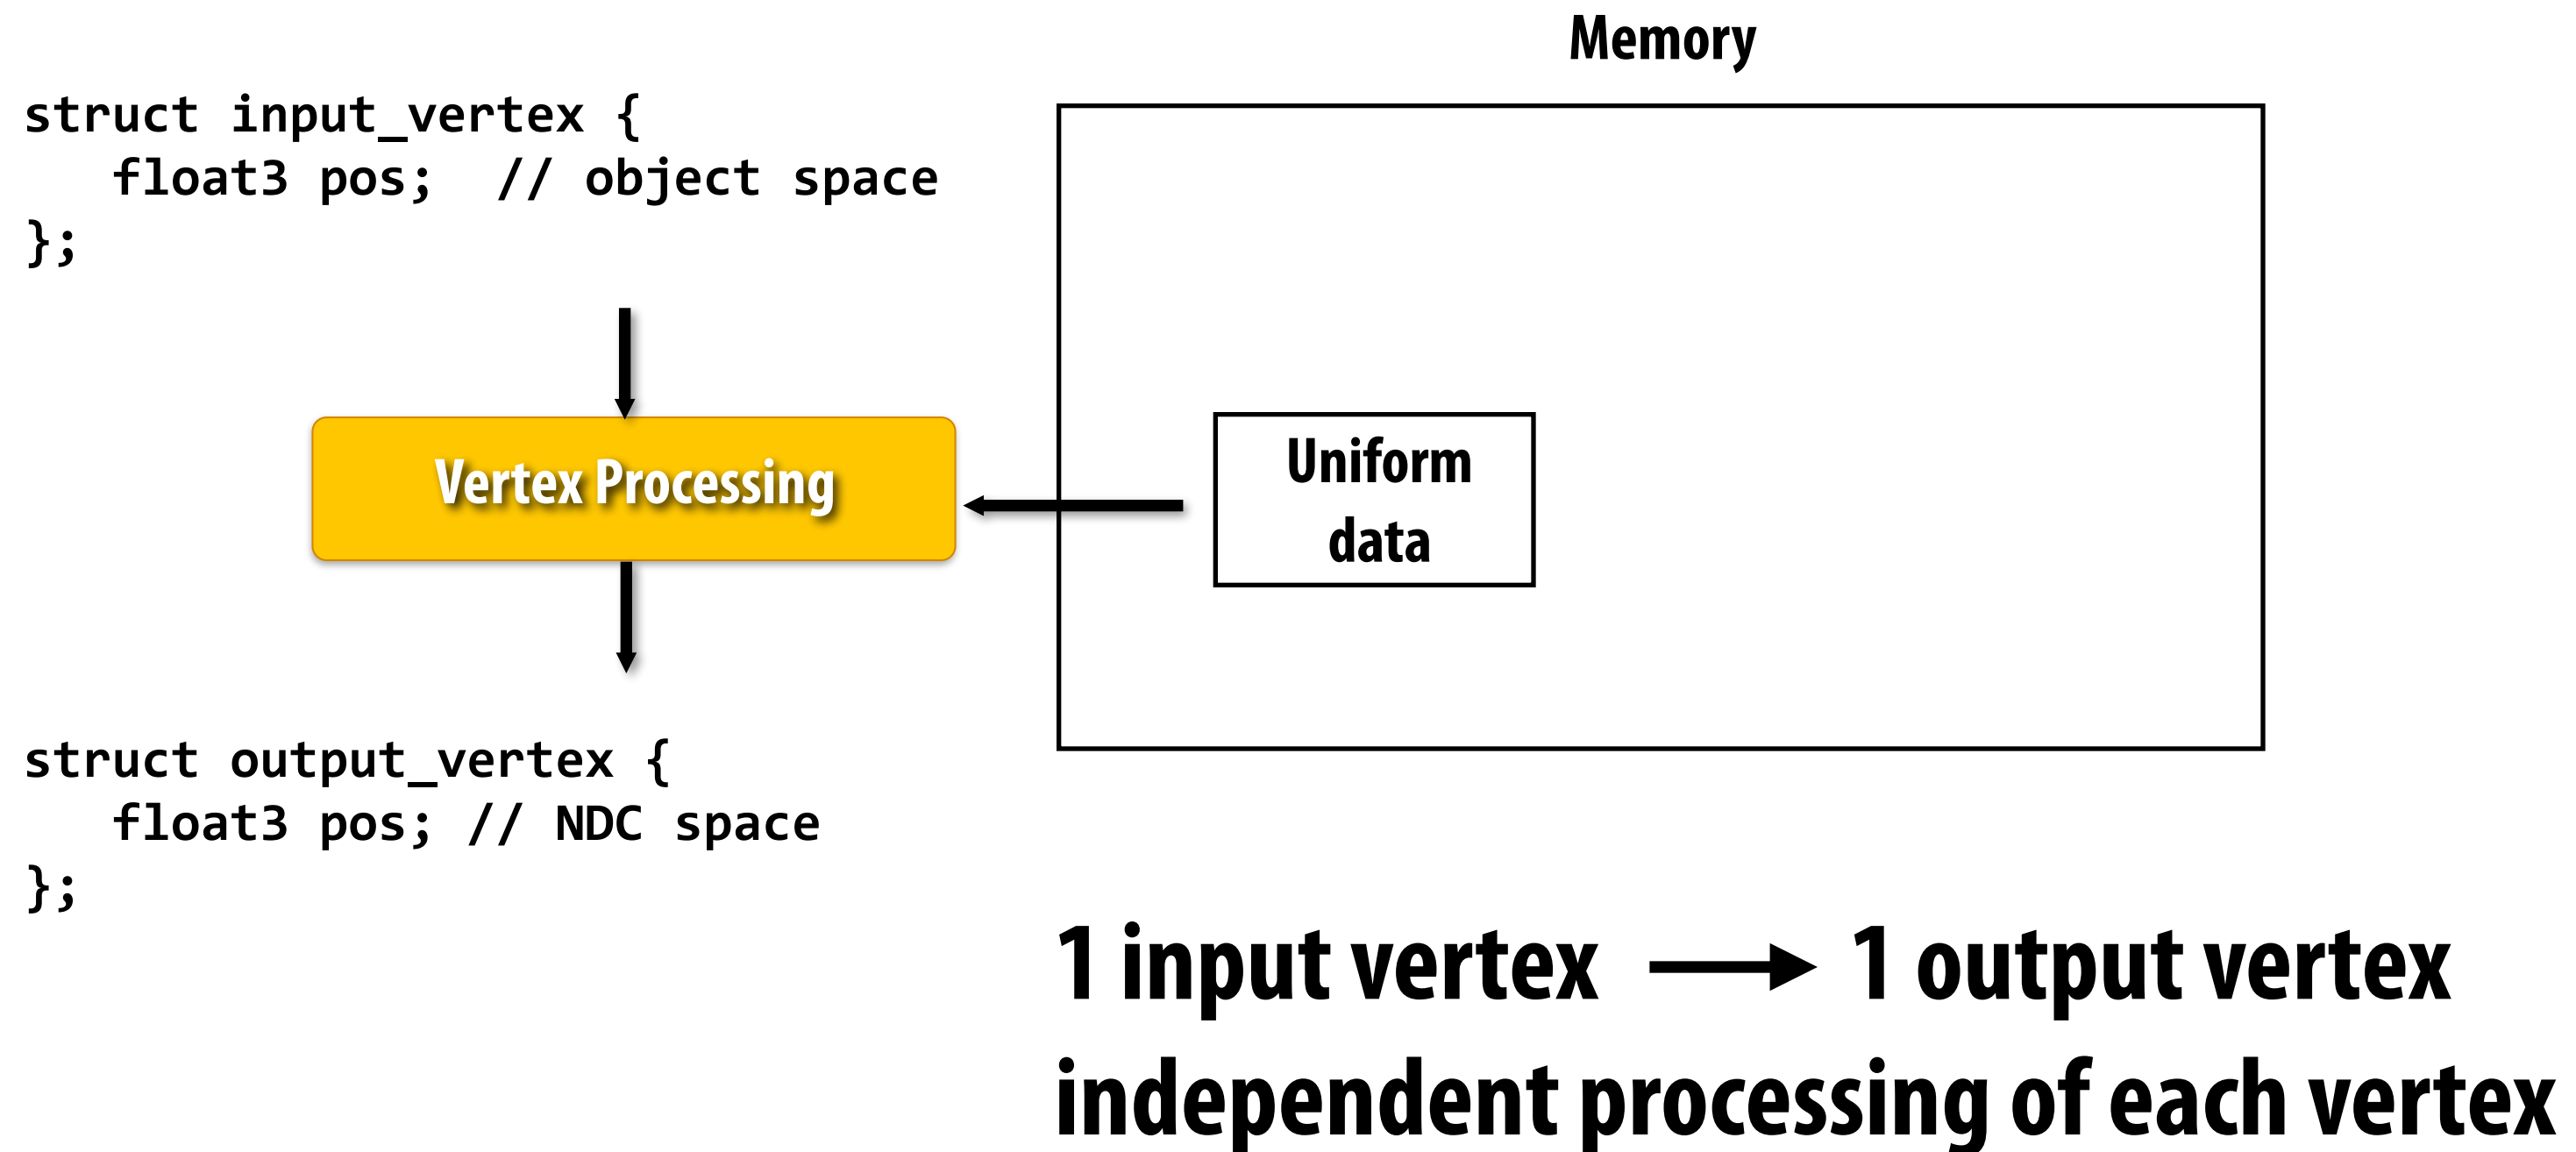 struct input_vertex {
   float3 pos;  // object space
};
Vertex Processing
struct output_vertex {
   float3 pos; // NDC space
};
Memory
Uniform
data
1 input vertex → 1 output vertex
independent processing of each vertex